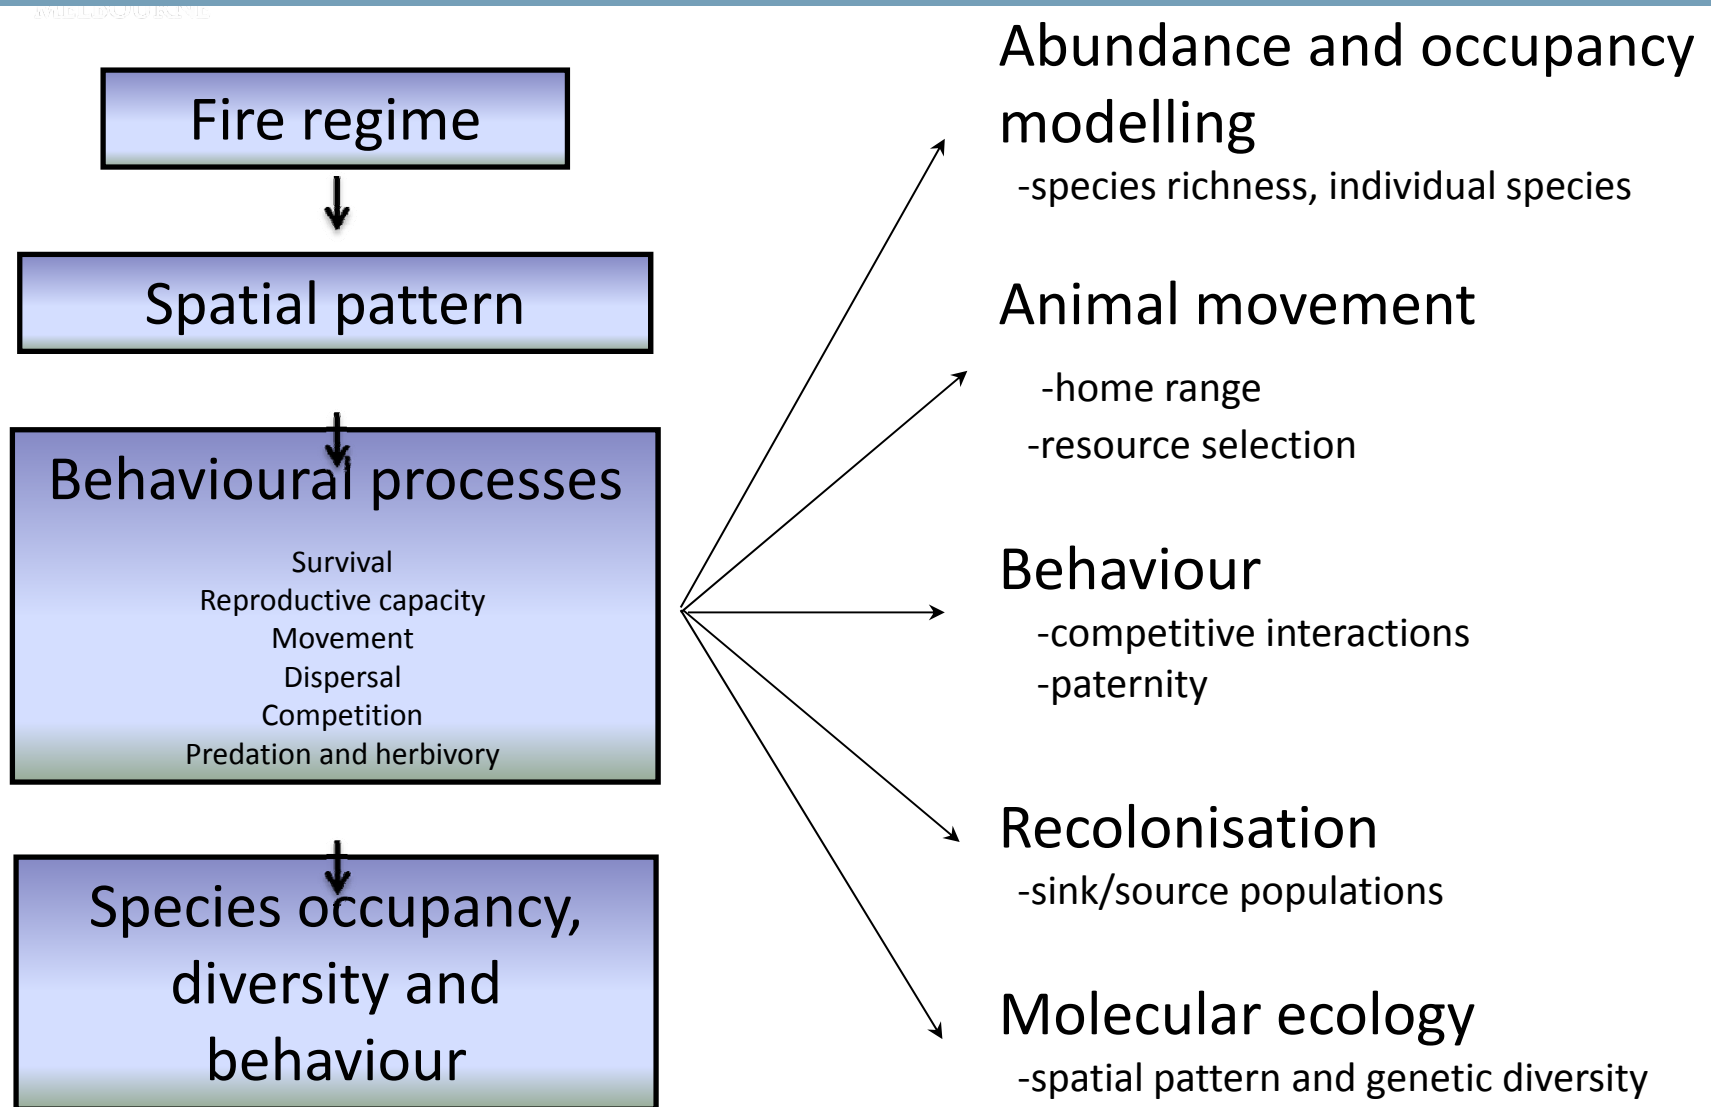 Fire regime
Spatial pattern
Behavioural processes
Survival
Reproductive capacity
Movement
Dispersal
Competition
Predation and herbivory
Species occupancy,
diversity and
behaviour
Abundance and occupancy
modelling
-species richness, individual species
Animal movement
-home range
-resource selection
Behaviour
-competitive interactions
-paternity
Recolonisation
-sink/source populations
Molecular ecology
-spatial pattern and genetic diversity